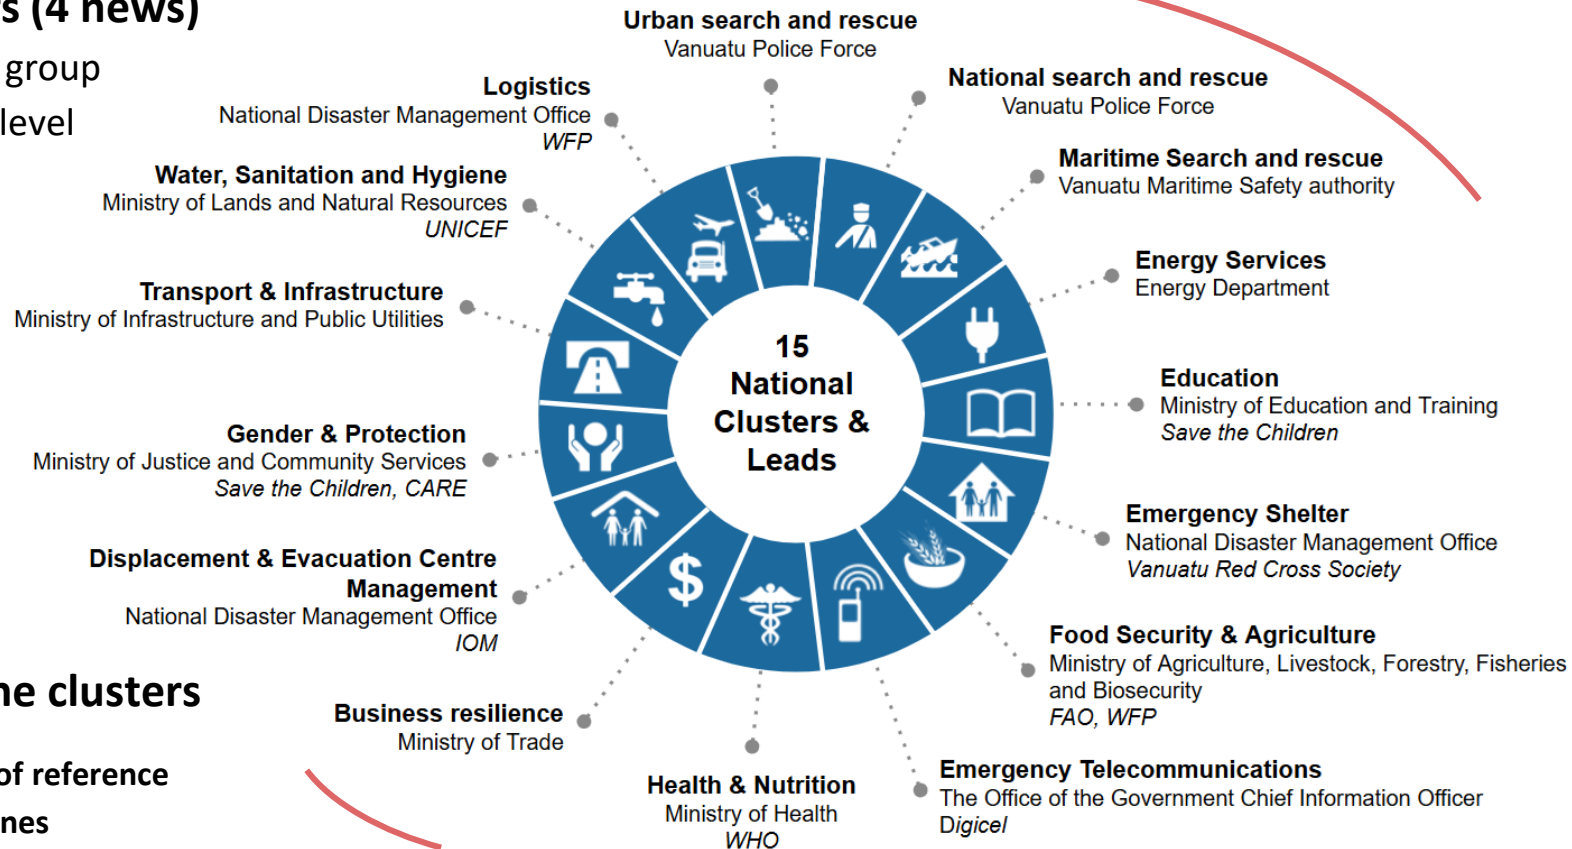 rs (4 news)
group
level
Urban search and rescue
Vanuatu Police Force
National search and rescue
Vanuatu Police Force
Maritime Search and rescue
Vanuatu Maritime Safety authority
Energy Services
Energy Department
Education
Ministry of Education and Training
Save the Children
Emergency Shelter
National Disaster Management Office
Vanuatu Red Cross Society
Food Security & Agriculture
Ministry of Agriculture, Livestock, Forestry, Fisheries
and Biosecurity
FAO, WFP
Emergency Telecommunications
The Office of the Government Chief Information Officer
Digicel
Health & Nutrition
Ministry of Health
WHO
Business resilience
Ministry of Trade
Displacement & Evacuation Centre
Management
National Disaster Management Office
IOM
Gender & Protection
Ministry of Justice and Community Services
Save the Children, CARE
Transport & Infrastructure
Ministry of Infrastructure and Public Utilities
Water, Sanitation and Hygiene
Ministry of Lands and Natural Resources
UNICEF
Logistics
National Disaster Management Office
WFP
15
National
Clusters &
Leads
$
ne clusters
of reference
nes